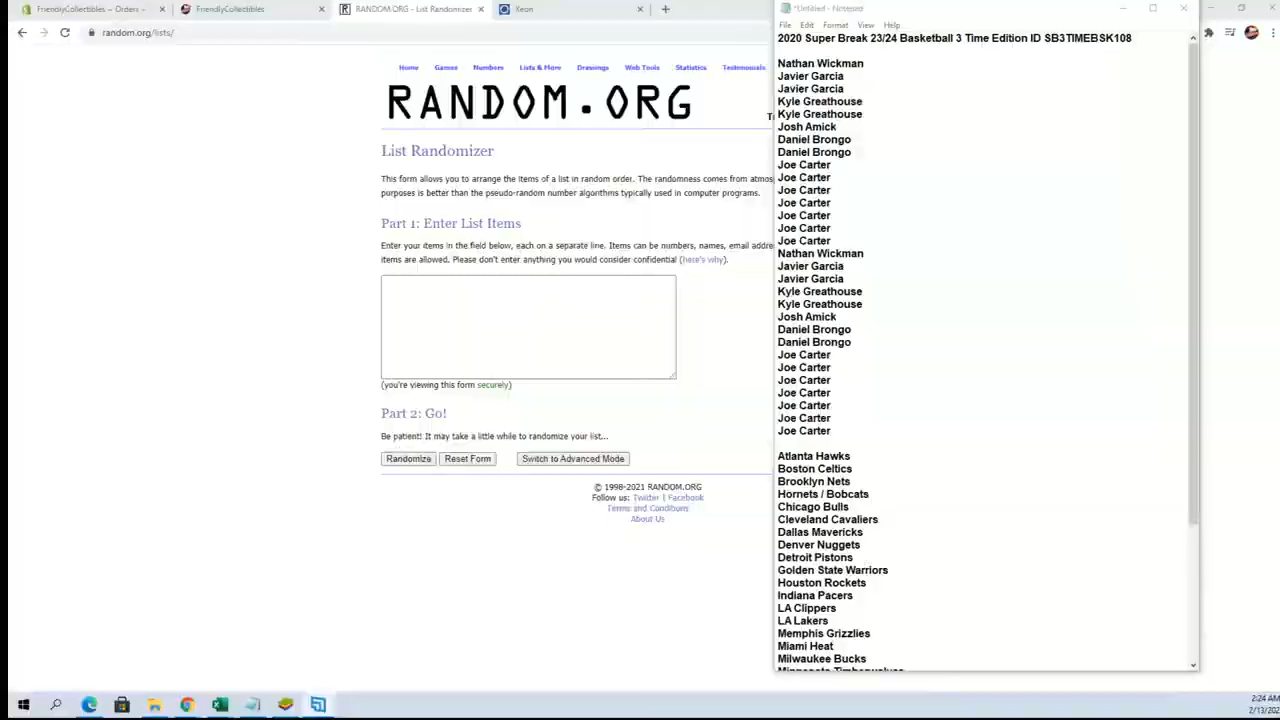 FriendlyCollectibles – Orders
FriendlyCollectibles
RANDOM.ORG - List Randomizer
Keon
*Untitled - Notepad
random.org/lists/
File Edit Format View Help
2020 Super Break 23/24 Basketball 3 Time Edition ID SB3TIMEBSK108
Home Games Numbers Lists & More Drawings Web Tools Statistics Testimonials
RANDOM.ORG
List Randomizer
This form allows you to arrange the items of a list in random order. The randomness comes from atmos
purposes is better than the pseudo-random number algorithms typically used in computer programs.
Part 1: Enter List Items
Enter your items in the field below, each on a separate line. Items can be numbers, names, email addre
items are allowed. Please don't enter anything you would consider confidential (here's why).
(you're viewing this form securely)
Part 2: Go!
Be patient! It may take a little while to randomize your list...
Randomize Reset Form Switch to Advanced Mode
© 1998-2021 RANDOM.ORG
Follow us: Twitter | Facebook
Terms and Conditions
About Us
Nathan Wickman
Javier Garcia
Javier Garcia
Kyle Greathouse
Kyle Greathouse
Josh Amick
Daniel Brongo
Daniel Brongo
Joe Carter
Joe Carter
Joe Carter
Joe Carter
Joe Carter
Joe Carter
Joe Carter
Nathan Wickman
Javier Garcia
Javier Garcia
Kyle Greathouse
Kyle Greathouse
Josh Amick
Daniel Brongo
Daniel Brongo
Joe Carter
Joe Carter
Joe Carter
Joe Carter
Joe Carter
Joe Carter
Joe Carter
Atlanta Hawks
Boston Celtics
Brooklyn Nets
Hornets / Bobcats
Chicago Bulls
Cleveland Cavaliers
Dallas Mavericks
Denver Nuggets
Detroit Pistons
Golden State Warriors
Houston Rockets
Indiana Pacers
LA Clippers
LA Lakers
Memphis Grizzlies
Miami Heat
Milwaukee Bucks
Minnesota Timberwolves
2:24 AM
2/13/202